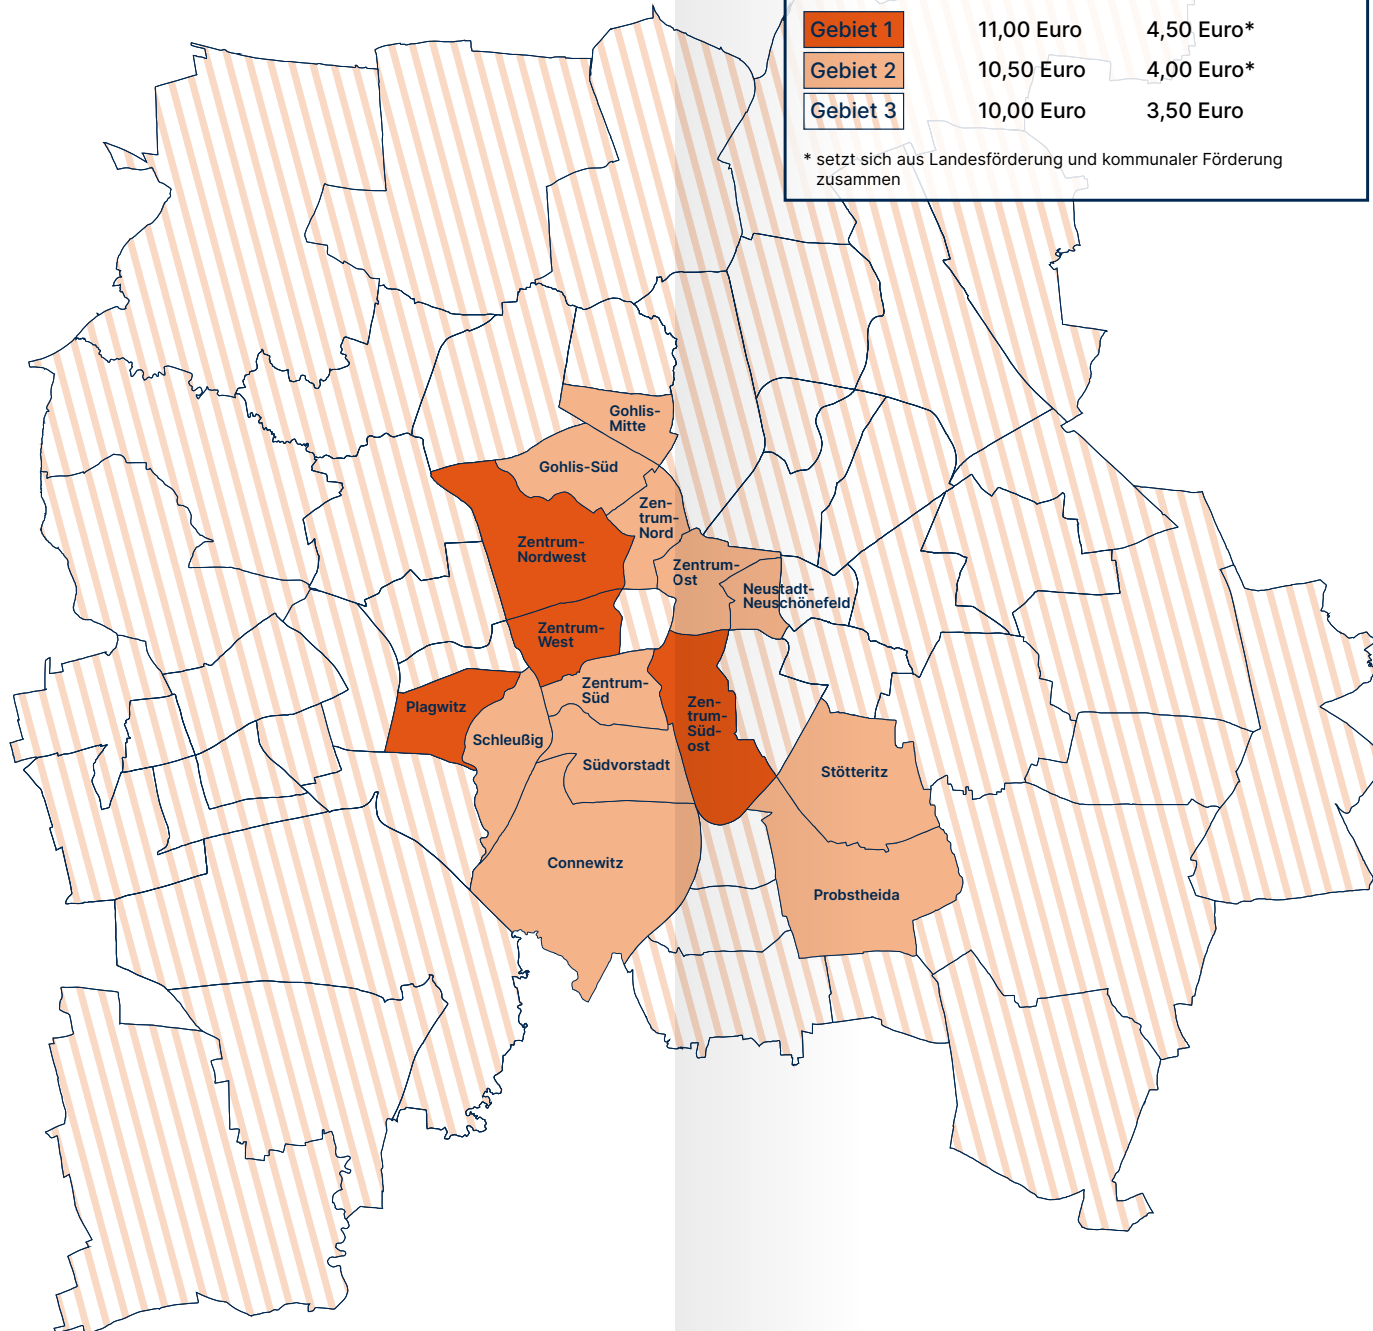 Gebiet 1 11,00 Euro 4,50 Euro*
Gebiet 2 10,50 Euro 4,00 Euro*
Gebiet 3 10,00 Euro 3,50 Euro
* setzt sich aus Landesförderung und kommunaler Förderung
zusammen
Gohlis-
Mitte
Gohlis-Süd
Zen-
trum-
Nord
Zentrum-
Nordwest
Zentrum-
Ost
Neustadt-
Neuschönefeld
Zentrum-
West
Zentrum-
Süd
Plagwitz
Schleußig
Zen-
trum-
Süd-
ost
Südvorstadt
Stötteritz
Connewitz
Probstheida